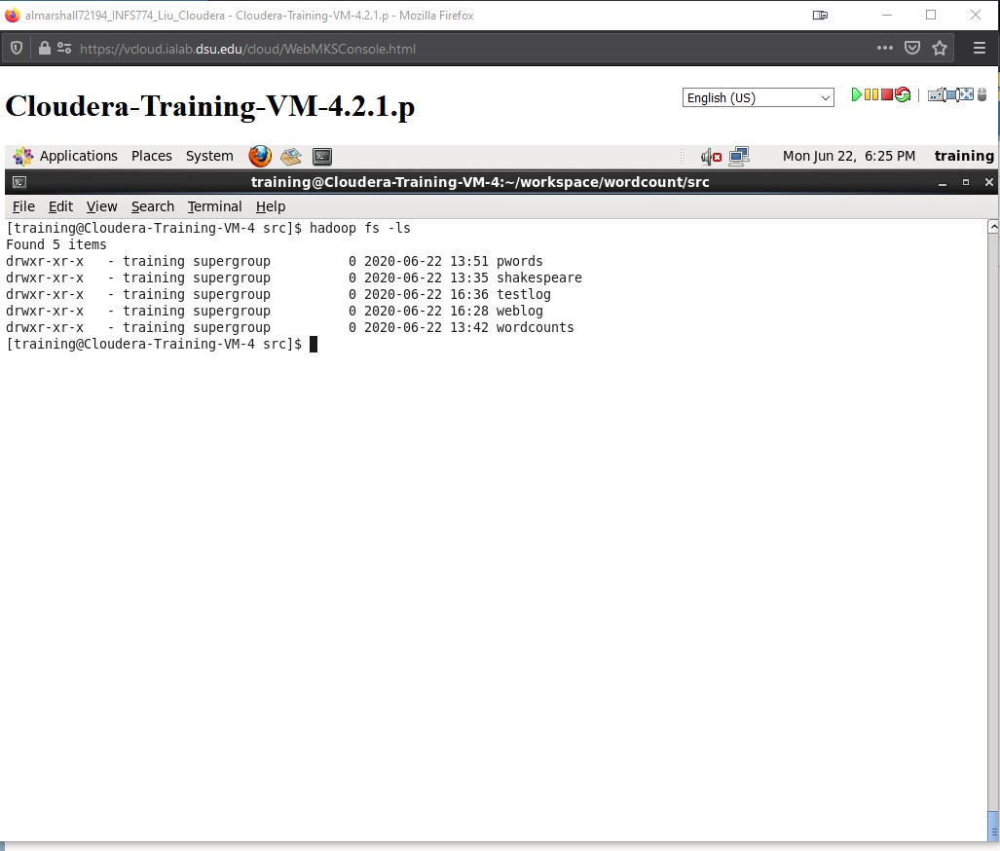 almarshall72194_INFS774_Liu_Cloudera - Cloudera-Training-VM-4.2.1.p - Mozilla Firefox
https://vcloud.ialab.dsu.edu/cloud/WebMKSConsole.html
Cloudera-Training-VM-4.2.1.p
English (US)
Applications Places System Mon Jun 22, 6:25 PM training
training@Cloudera-Training-VM-4:~/workspace/wordcount/src
File Edit View Search Terminal Help
[training@Cloudera-Training-VM-4 src]$ hadoop fs -ls
Found 5 items
drwxr-xr-x   - training supergroup          0 2020-06-22 13:51 pwords
drwxr-xr-x   - training supergroup          0 2020-06-22 13:35 shakespeare
drwxr-xr-x   - training supergroup          0 2020-06-22 16:36 testlog
drwxr-xr-x   - training supergroup          0 2020-06-22 16:28 weblog
drwxr-xr-x   - training supergroup          0 2020-06-22 13:42 wordcounts
[training@Cloudera-Training-VM-4 src]$